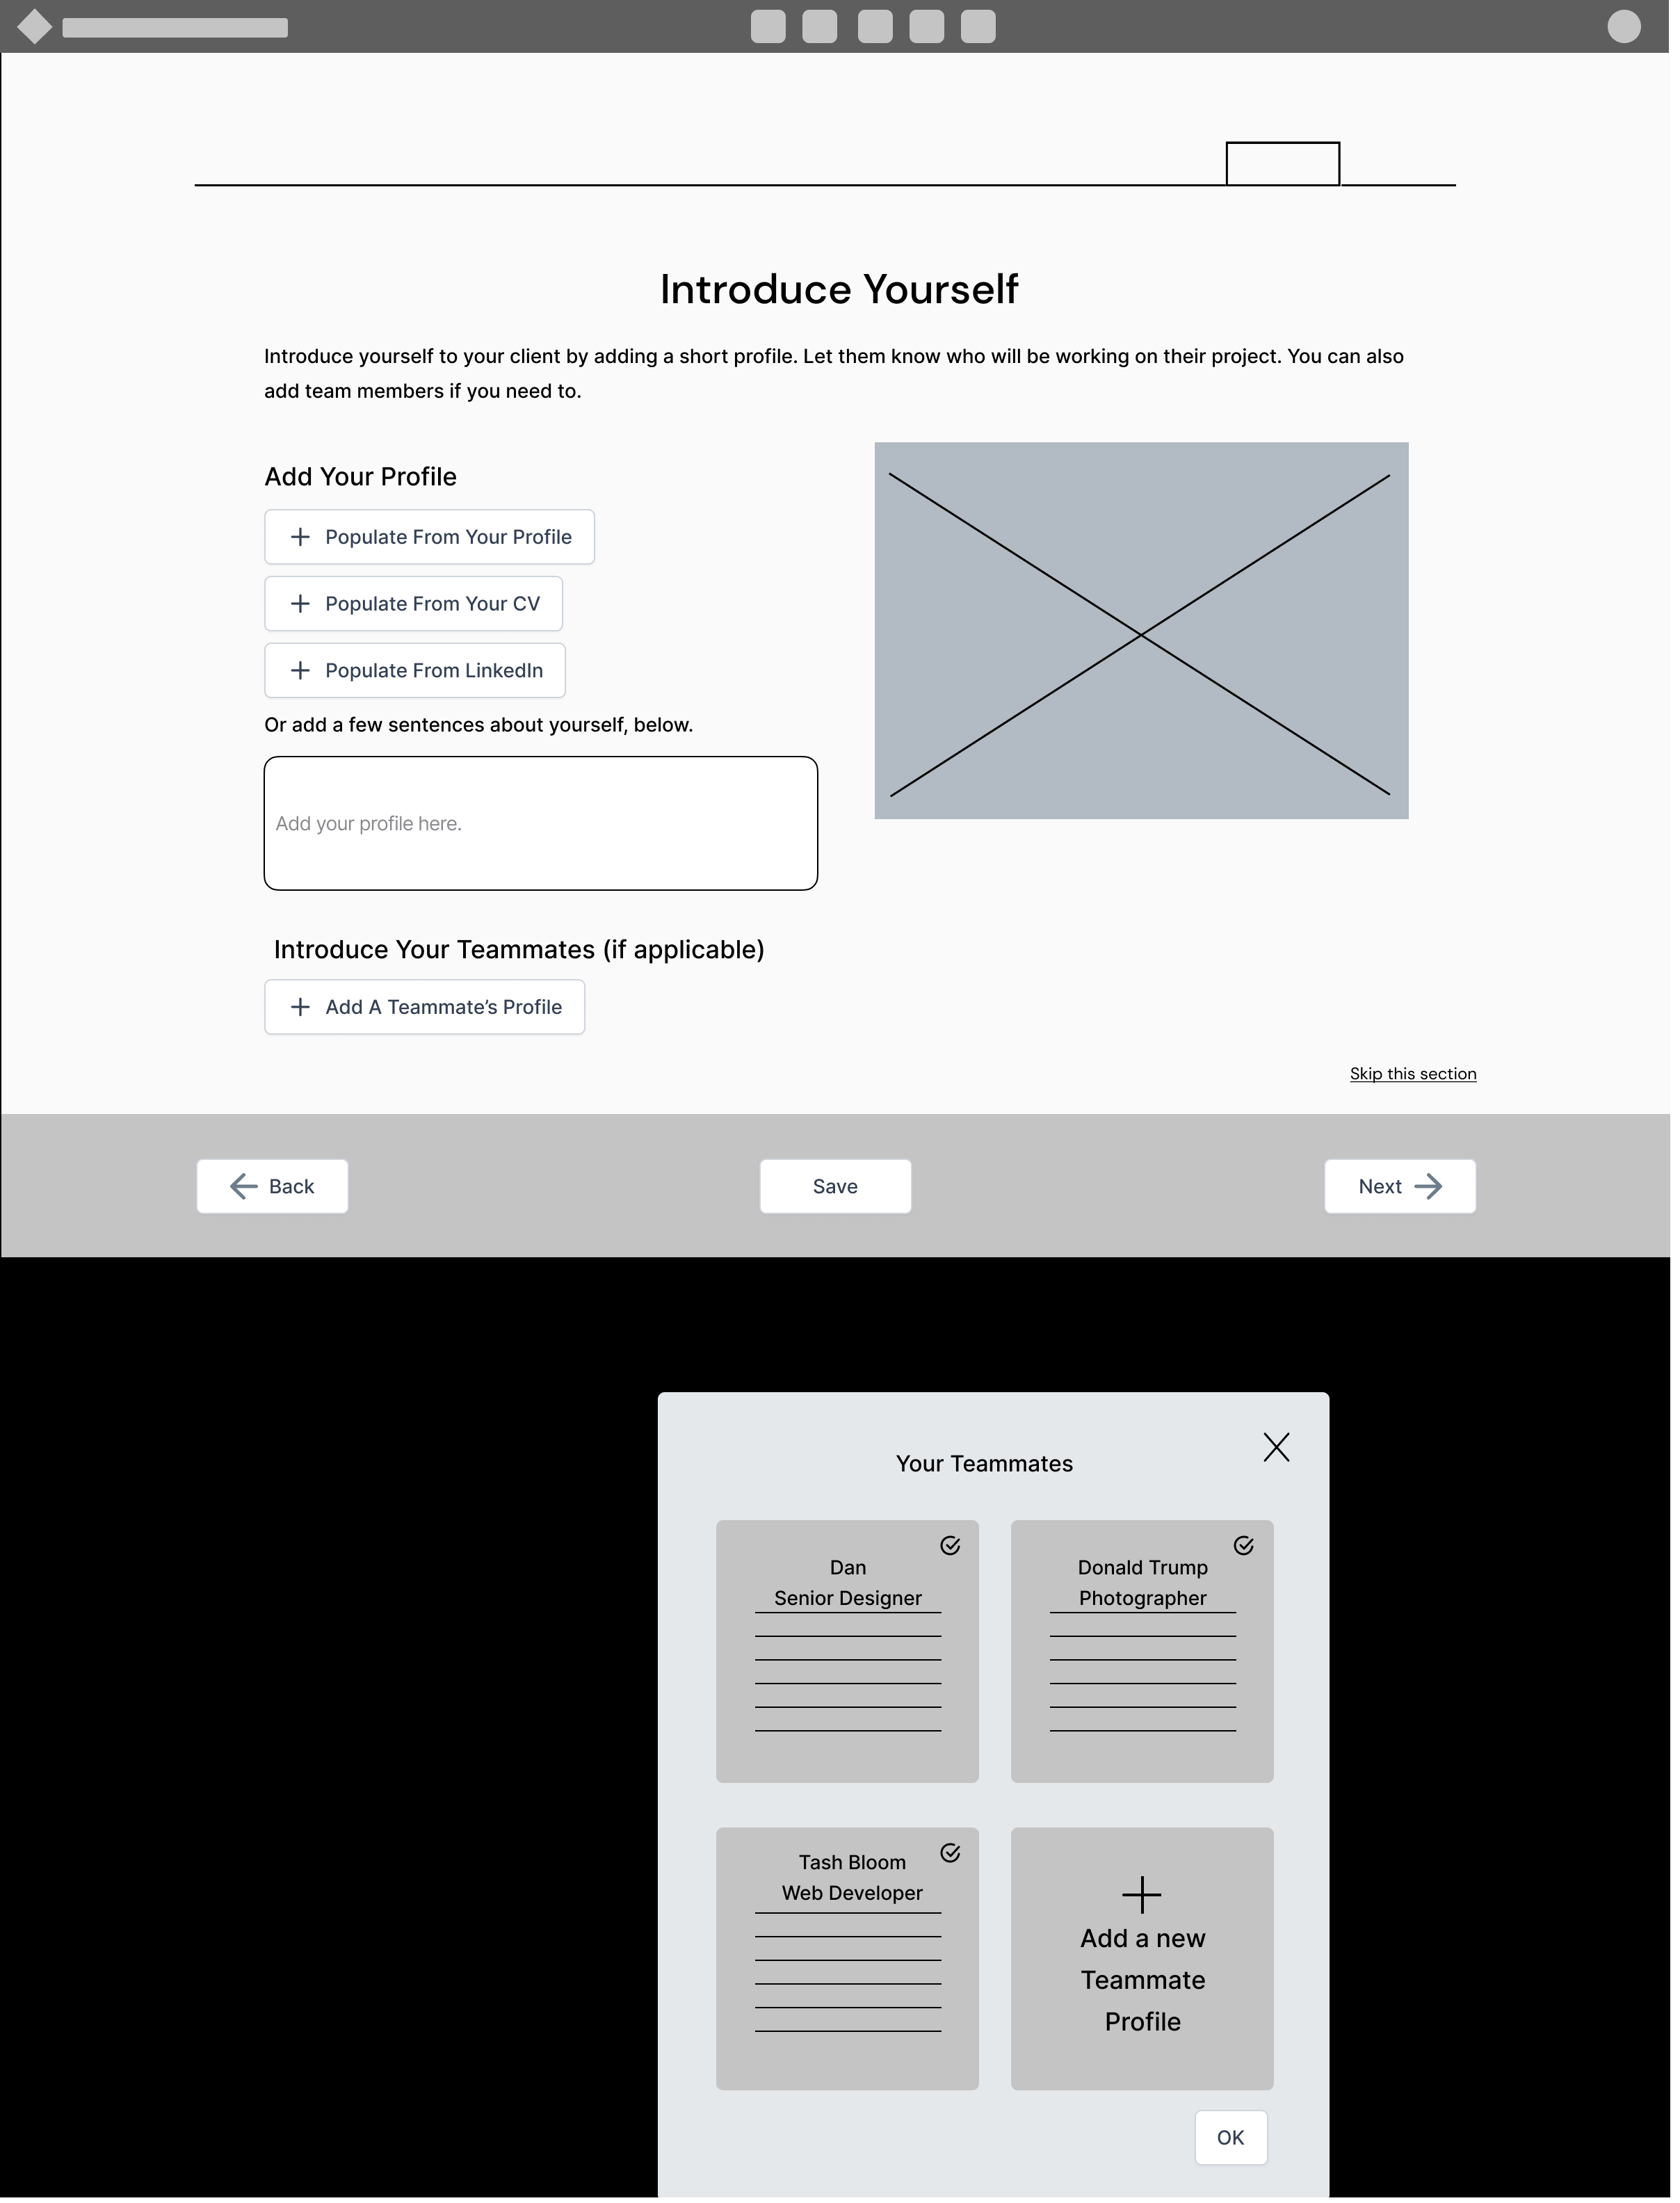 Introduce Yourself
Introduce yourself to your client by adding a short profile. Let them know who will be working on their project. You can also
add team members if you need to.
Add Your Profile
Populate From Your Profile
Populate From Your CV
Populate From LinkedIn
Or add a few sentences about yourself, below.
Add your profile here.
Introduce Your Teammates (if applicable)
Add A Teammate’s Profile
Skip this section
Back
Save
Next
Your Teammates
Dan
Senior Designer
Donald Trump
Photographer
Tash Bloom
Web Developer
Add a new
Teammate
Profile
OK